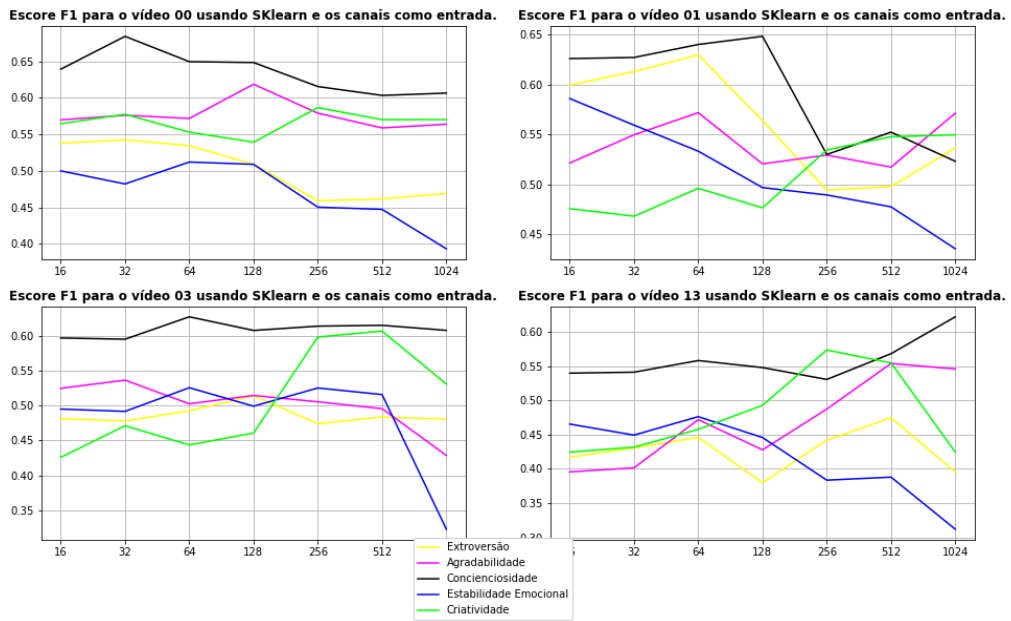 Escore F1 para o vídeo 00 usando SKlearn e os canais como entrada.
0.65
0.60
0.55
0.50
0.45
0.40
16 32 64 128 256 512 1024
Escore F1 para o vídeo 01 usando SKlearn e os canais como entrada.
0.65
0.60
0.55
0.50
0.45
16 32 64 128 256 512 1024
Escore F1 para o vídeo 03 usando SKlearn e os canais como entrada.
0.60
0.55
0.50
0.45
0.40
0.35
16 32 64 128 256 512
Escore F1 para o vídeo 13 usando SKlearn e os canais como entrada.
0.60
0.55
0.50
0.45
0.40
0.35
0.30
32 64 128 256 512 1024
Extroversão
Agradabilidade
Concienciosidade
Estabilidade Emocional
Criatividade